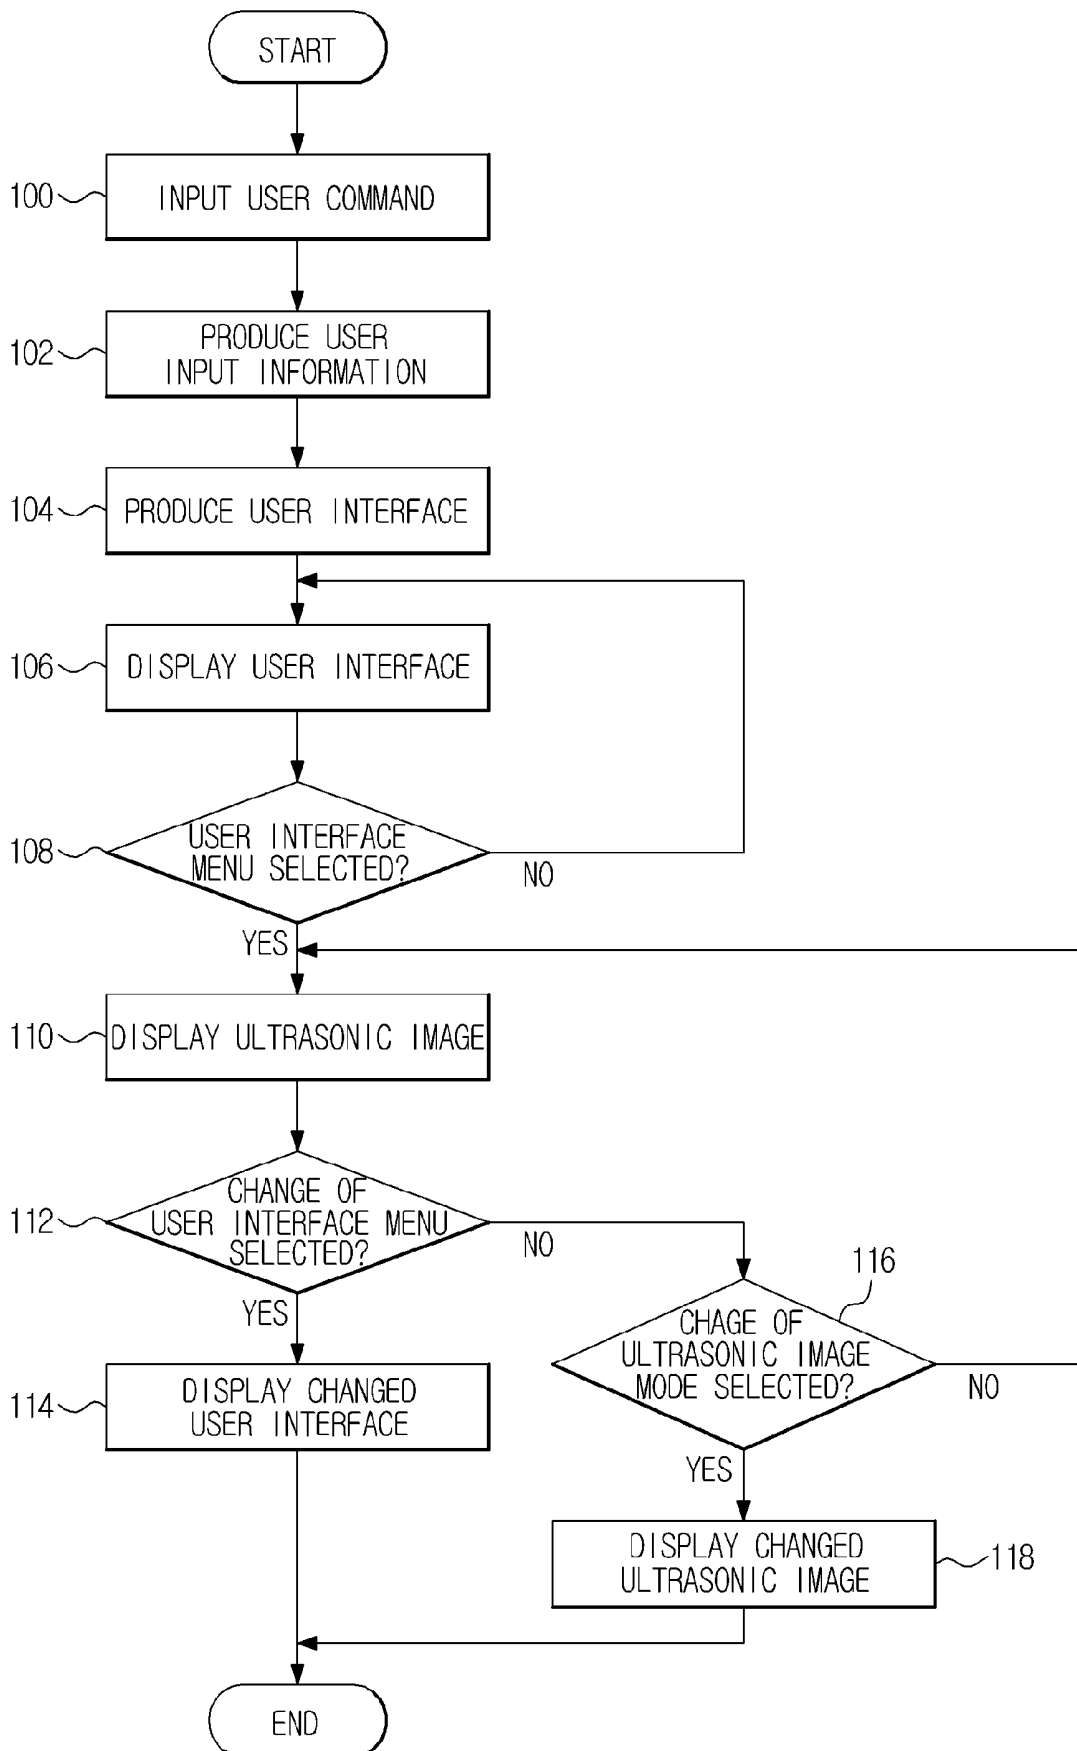 START
100
INPUT USER COMMAND
102
PRODUCE USER
INPUT INFORMATION
104
PRODUCE USER INTERFACE
106
DISPLAY USER INTERFACE
108
USER INTERFACE
MENU SELECTED?
NO
YES
110
DISPLAY ULTRASONIC IMAGE
112
CHANGE OF
USER INTERFACE MENU
SELECTED?
NO
YES
116
CHAGE OF
ULTRASONIC IMAGE
MODE SELECTED?
NO
YES
114
DISPLAY CHANGED
USER INTERFACE
DISPLAY CHANGED
ULTRASONIC IMAGE
118
END